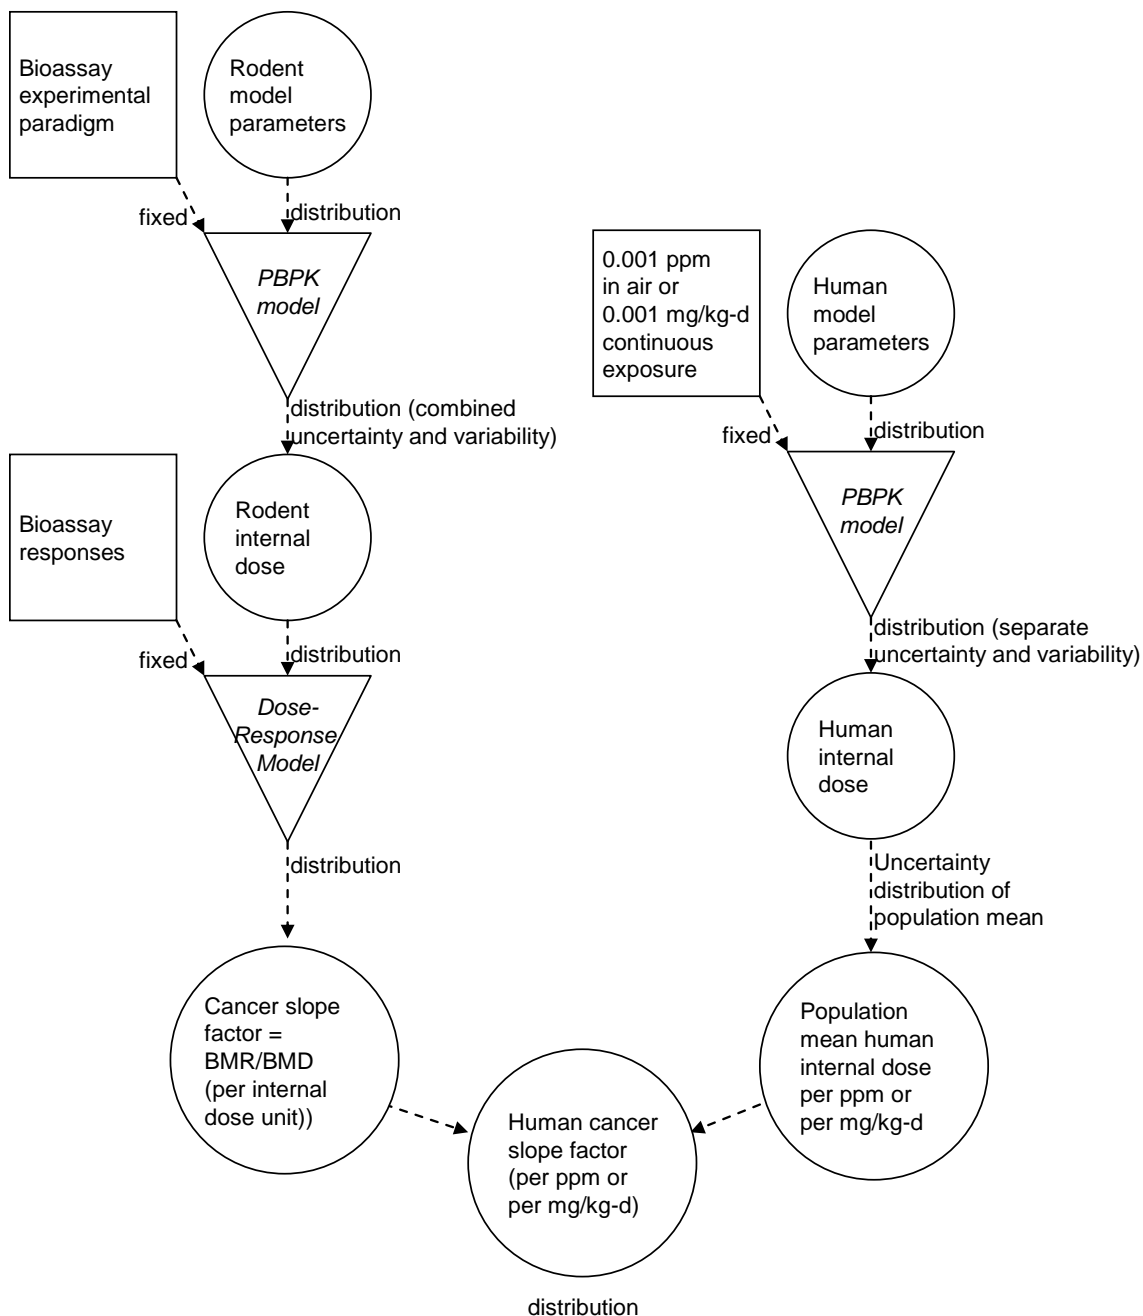 Bioassay
experimental
paradigm
Rodent
model
parameters
fixed
distribution
PBPK
model
distribution (combined
uncertainty and variability)
Bioassay
responses
Rodent
internal
dose
fixed
distribution
Dose-
Response
Model
distribution
Cancer slope
factor =
BMR/BMD
(per internal
dose unit))
0.001 ppm
in air or
0.001 mg/kg-d
continuous
exposure
Human
model
parameters
fixed
distribution
PBPK
model
distribution (separate
uncertainty and variability)
Human
internal
dose
Uncertainty
distribution of
population mean
Population
mean human
internal dose
per ppm or
per mg/kg-d
Human cancer
slope factor
(per ppm or
per mg/kg-d)
distribution